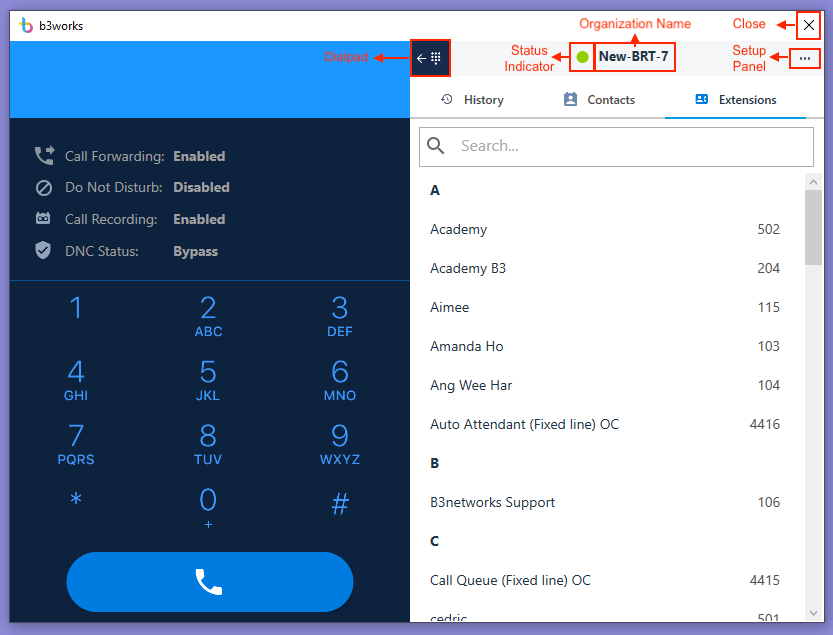 b3works
Organization Name
Close
Dialpad
Status
Indicator
New-BRT-7
Setup
Panel
History
Contacts
Extensions
Search...
Call Forwarding: Enabled
Do Not Disturb: Disabled
Call Recording: Enabled
DNC Status: Bypass
1
2
3
ABC
DEF
4
5
6
GHI
JKL
MNO
7
8
9
PQRS
TUV
WXYZ
*
0
#
+
A
Academy 502
Academy B3 204
Aimee 115
Amanda Ho 103
Ang Wee Har 104
Auto Attendant (Fixed line) OC 4416
B
B3networks Support 106
C
Call Queue (Fixed line) OC 4415
cedric 501